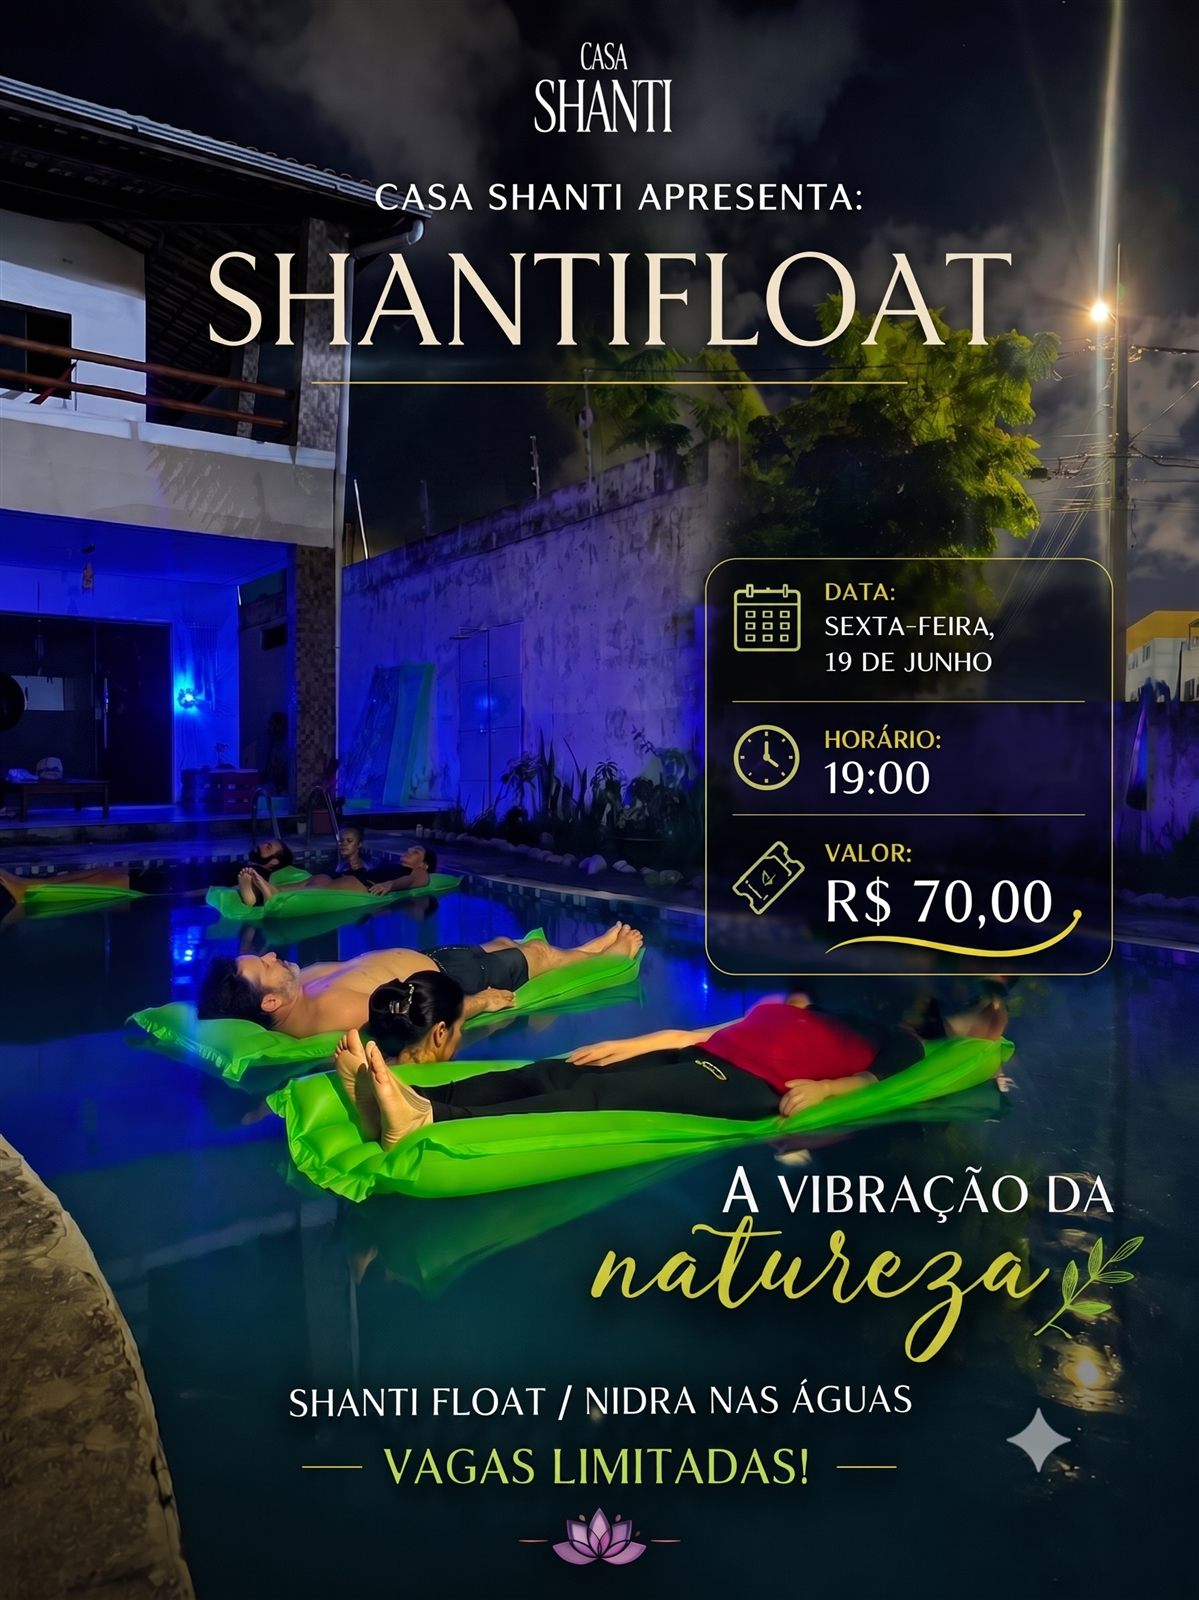 CASA
SHANTI
CASA SHANTI APRESENTA:
SHANTIFLOAT
DATA:
SEXTA-FEIRA,
19 DE JUNHO
HORÁRIO:
19:00
VALOR:
R$ 70,00
A VIBRAÇÃO DA
natureza
SHANTI FLOAT / NIDRA NAS ÁGUAS
VAGAS LIMITADAS!